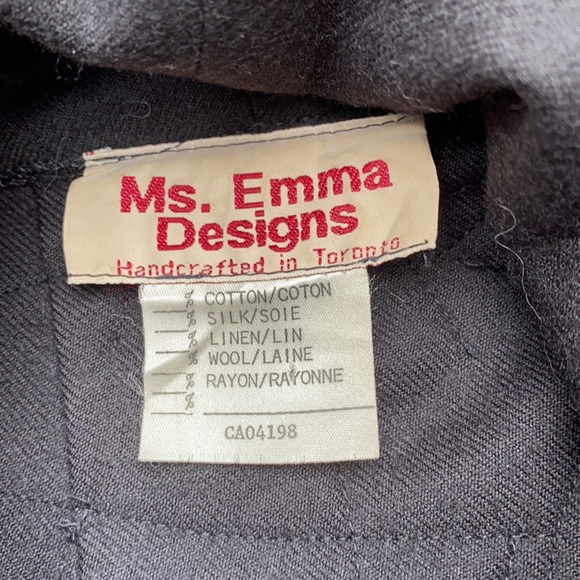 Ms. Emma
Designs
Handcrafted in Toronto
% COTTON/COTON
% SILK/SOIE
% LINEN/LIN
% WOOL/LAINE
% RAYON/RAYONNE
%
CA04198